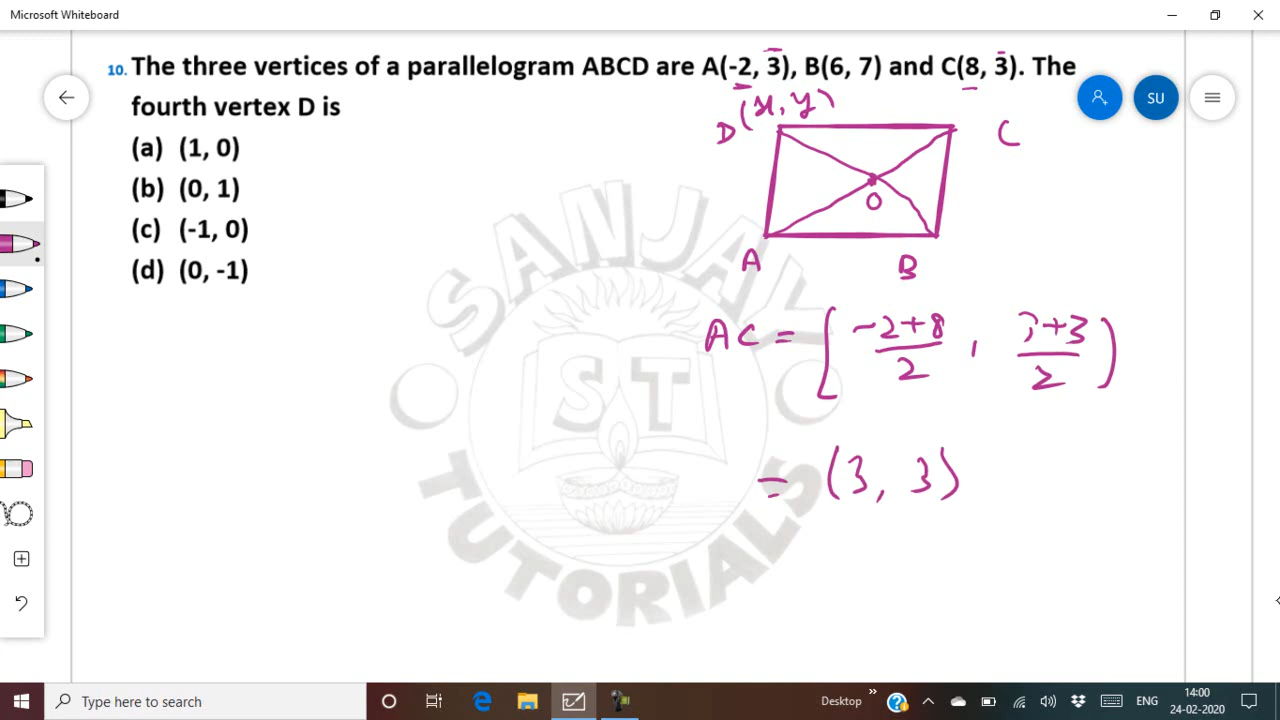 Microsoft Whiteboard
10. The three vertices of a parallelogram ABCD are A(-2, 3), B(6, 7) and C(8, 3). The
fourth vertex D is
(a) (1, 0)
(b) (0, 1)
(c) (-1, 0)
(d) (0, -1)
SU
D(x, y)
C
O
A
B
AC = [ -2+8/2 , 3+3/2 )
= (3, 3)
SANJAY
ST
TUTORIALS
Type here to search
Desktop
ENG
14:00
24-02-2020